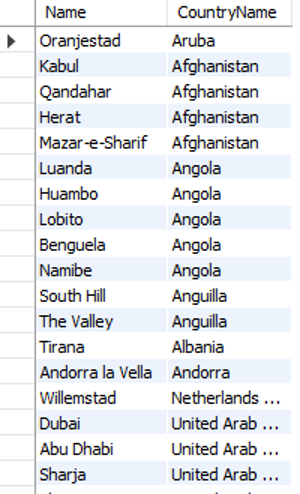 Name CountryName
Oranjestad Aruba
Kabul Afghanistan
Qandahar Afghanistan
Herat Afghanistan
Mazar-e-Sharif Afghanistan
Luanda Angola
Huambo Angola
Lobito Angola
Benguela Angola
Namibe Angola
South Hill Anguilla
The Valley Anguilla
Tirana Albania
Andorra la Vella Andorra
Willemstad Netherlands ...
Dubai United Arab ...
Abu Dhabi United Arab ...
Sharja United Arab ...